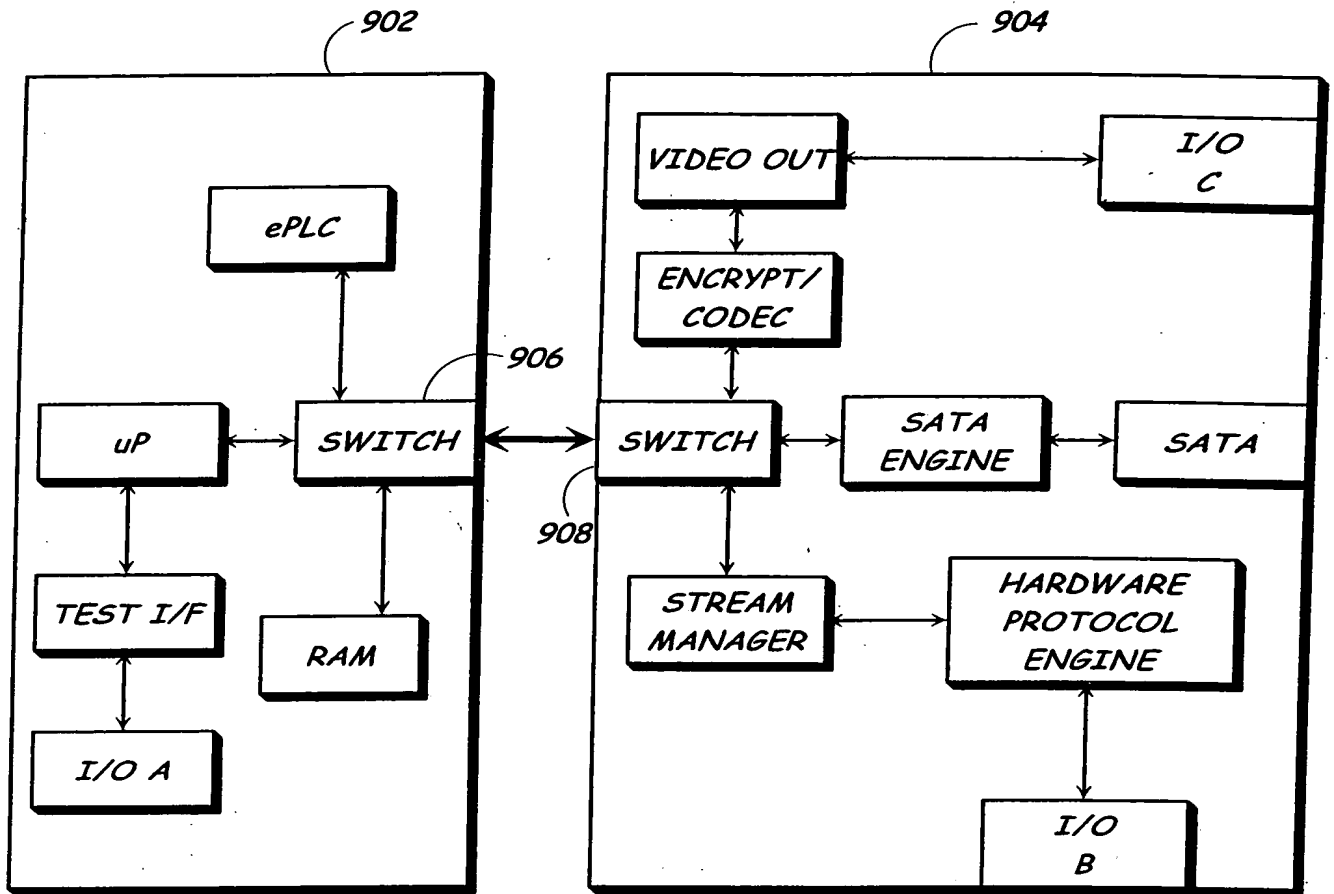 902
904
VIDEO OUT
I/O
C
ePLC
ENCRYPT/
CODEC
906
uP
SWITCH
SWITCH
SATA
ENGINE
SATA
908
TEST I/F
RAM
STREAM
MANAGER
HARDWARE
PROTOCOL
ENGINE
I/O A
I/O
B